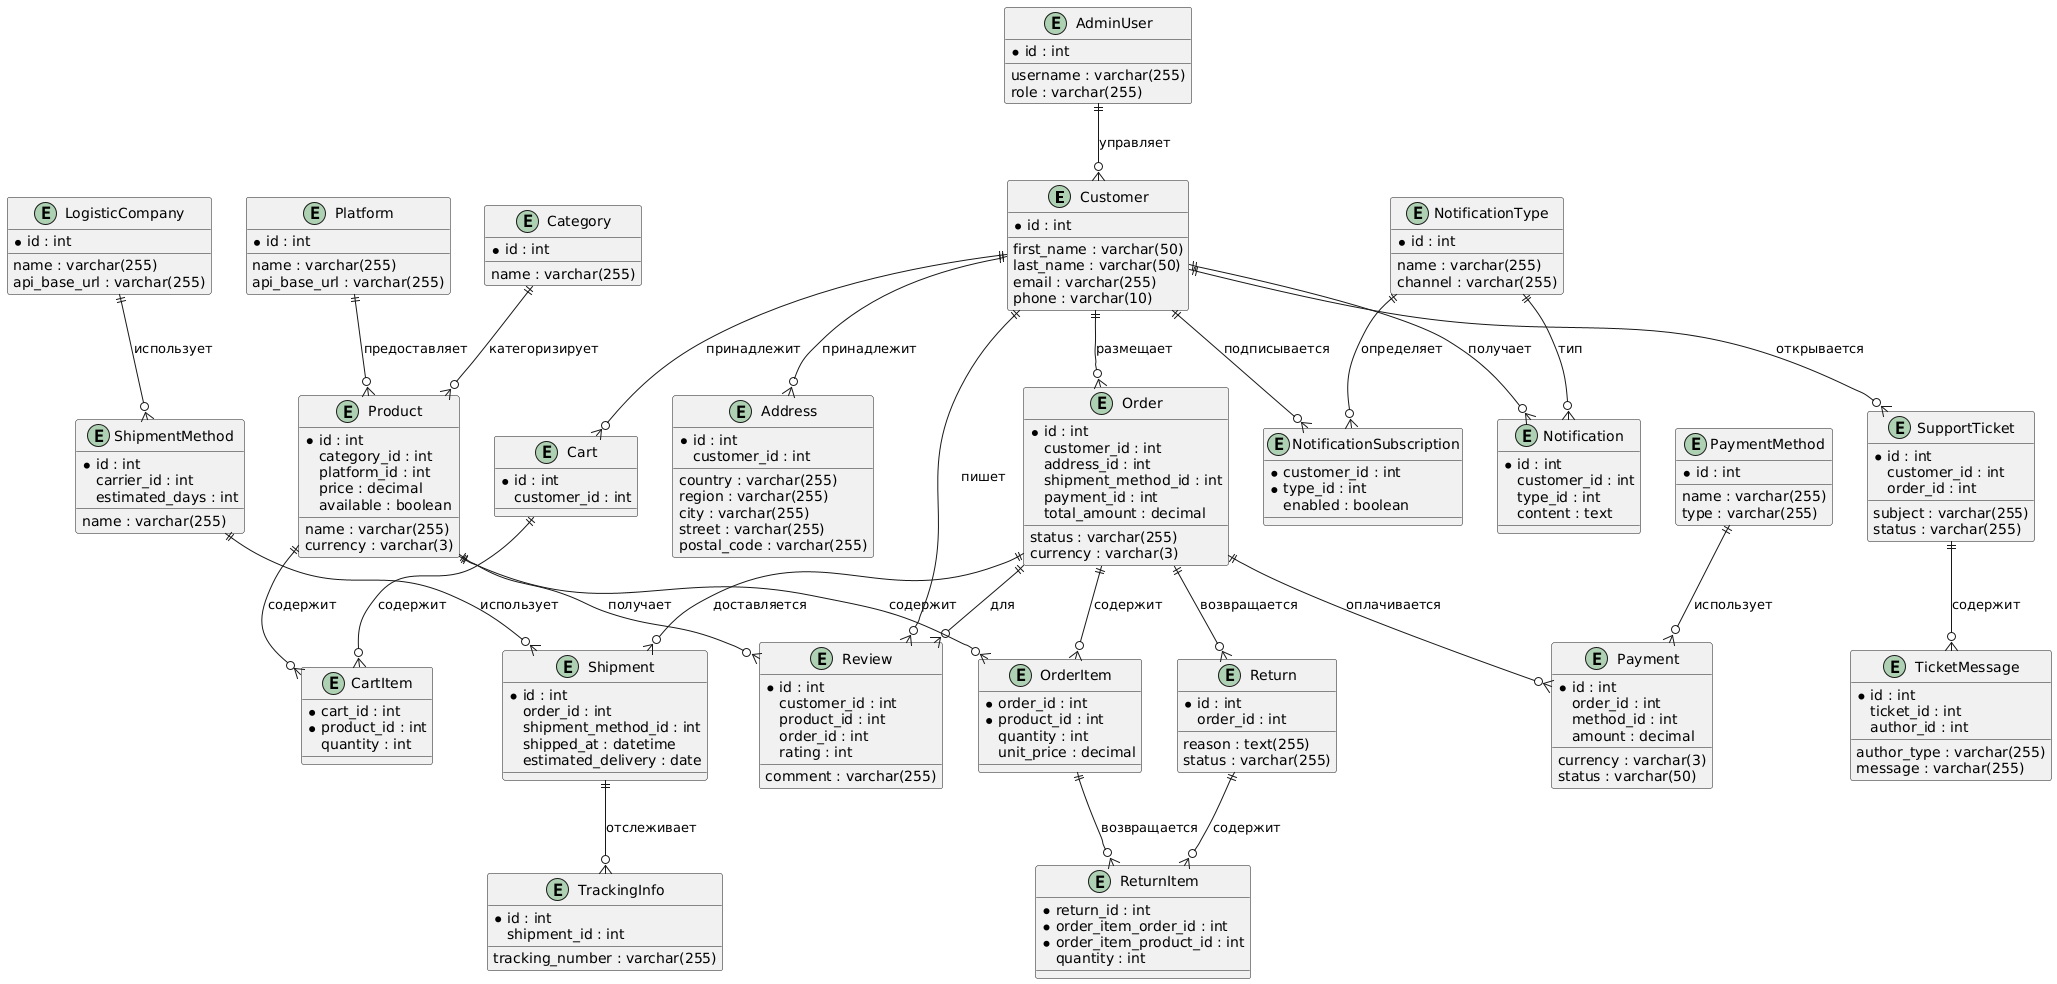 E AdminUser
* id : int
username : varchar(255)
role : varchar(255)
управляет
E LogisticCompany
* id : int
name : varchar(255)
api_base_url : varchar(255)
E Platform
* id : int
name : varchar(255)
api_base_url : varchar(255)
E Category
* id : int
name : varchar(255)
E Customer
* id : int
first_name : varchar(50)
last_name : varchar(50)
email : varchar(255)
phone : varchar(10)
E NotificationType
* id : int
name : varchar(255)
channel : varchar(255)
использует
предоставляет
категоризирует
принадлежит
принадлежит
размещает
подписывается
определяет
получает
тип
открывается
пишет
E ShipmentMethod
* id : int
carrier_id : int
estimated_days : int
name : varchar(255)
E Product
* id : int
category_id : int
platform_id : int
price : decimal
available : boolean
name : varchar(255)
currency : varchar(3)
E Cart
* id : int
customer_id : int
E Address
* id : int
customer_id : int
country : varchar(255)
region : varchar(255)
city : varchar(255)
street : varchar(255)
postal_code : varchar(255)
E Order
* id : int
customer_id : int
address_id : int
shipment_method_id : int
payment_id : int
total_amount : decimal
status : varchar(255)
currency : varchar(3)
E NotificationSubscription
* customer_id : int
* type_id : int
enabled : boolean
E Notification
* id : int
customer_id : int
type_id : int
content : text
E PaymentMethod
* id : int
name : varchar(255)
type : varchar(255)
E SupportTicket
* id : int
customer_id : int
order_id : int
subject : varchar(255)
status : varchar(255)
содержит
содержит
использует
получает
доставляется
содержит
для
содержит
возвращается
оплачивается
использует
содержит
E CartItem
* cart_id : int
* product_id : int
quantity : int
E Shipment
* id : int
order_id : int
shipment_method_id : int
shipped_at : datetime
estimated_delivery : date
E Review
* id : int
customer_id : int
product_id : int
order_id : int
rating : int
comment : varchar(255)
E OrderItem
* order_id : int
* product_id : int
quantity : int
unit_price : decimal
E Return
* id : int
order_id : int
reason : text(255)
status : varchar(255)
E Payment
* id : int
order_id : int
method_id : int
amount : decimal
currency : varchar(3)
status : varchar(50)
E TicketMessage
* id : int
ticket_id : int
author_id : int
author_type : varchar(255)
message : varchar(255)
отслеживает
возвращается
содержит
E TrackingInfo
* id : int
shipment_id : int
tracking_number : varchar(255)
E ReturnItem
* return_id : int
* order_item_order_id : int
* order_item_product_id : int
quantity : int